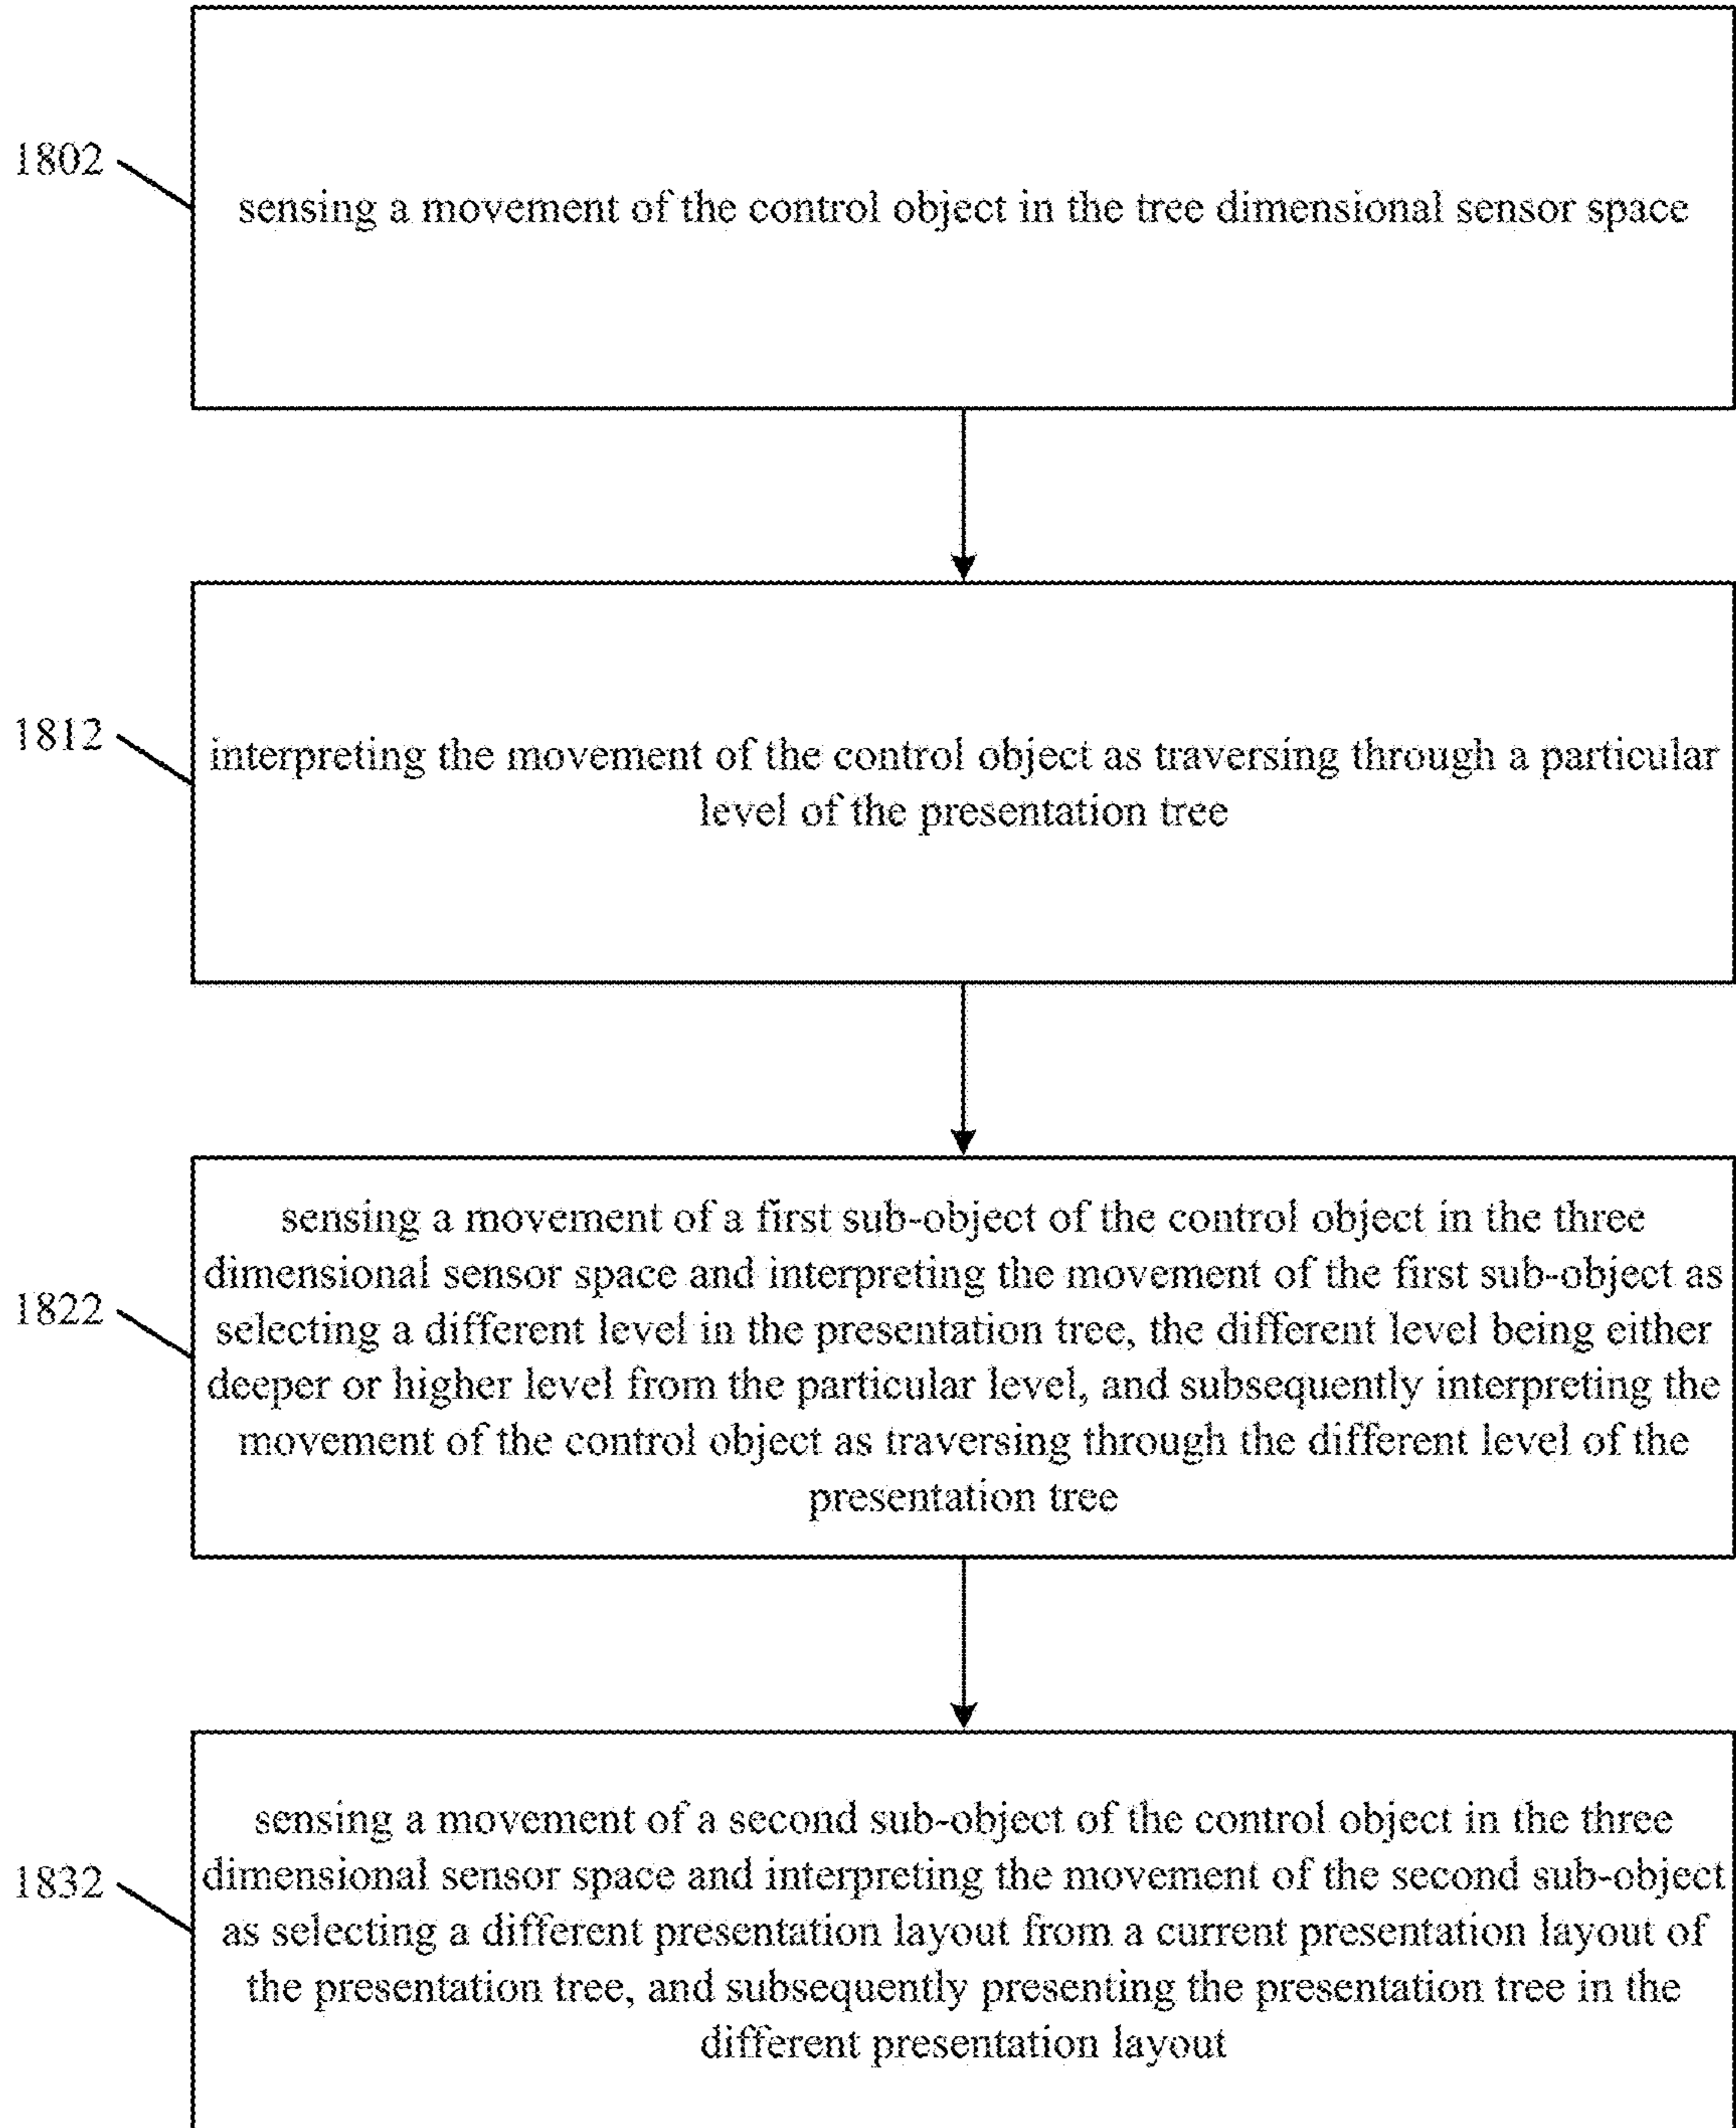 1802
sensing a movement of the control object in the tree dimensional sensor space
1812
interpreting the movement of the control object as traversing through a particular
level of the presentation tree
1822
sensing a movement of a first sub-object of the control object in the three
dimensional sensor space and interpreting the movement of the first sub-object as
selecting a different level in the presentation tree, the different level being either
deeper or higher level from the particular level, and subsequently interpreting the
movement of the control object as traversing through the different level of the
presentation tree
1832
sensing a movement of a second sub-object of the control object in the three
dimensional sensor space and interpreting the movement of the second sub-object
as selecting a different presentation layout from a current presentation layout of
the presentation tree, and subsequently presenting the presentation tree in the
different presentation layout